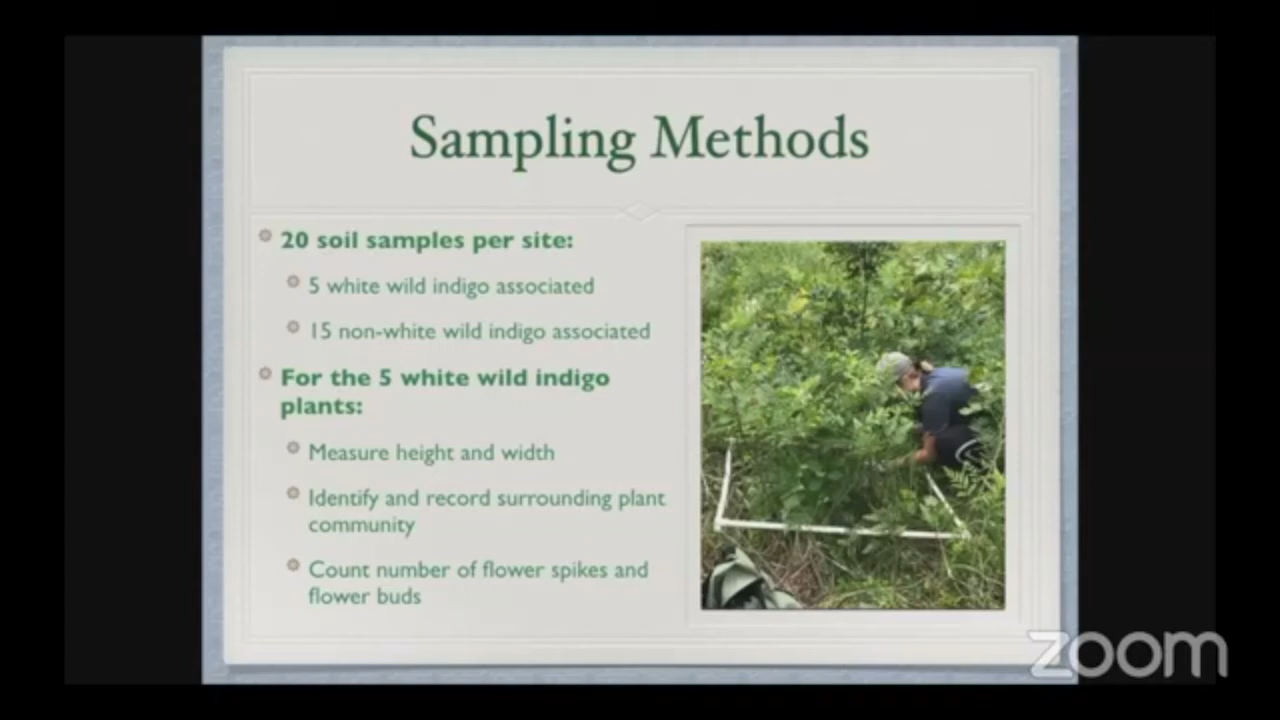 Sampling Methods
20 soil samples per site:
5 white wild indigo associated
15 non-white wild indigo associated
For the 5 white wild indigo
plants:
Measure height and width
Identify and record surrounding plant
community
Count number of flower spikes and
flower buds
zoom